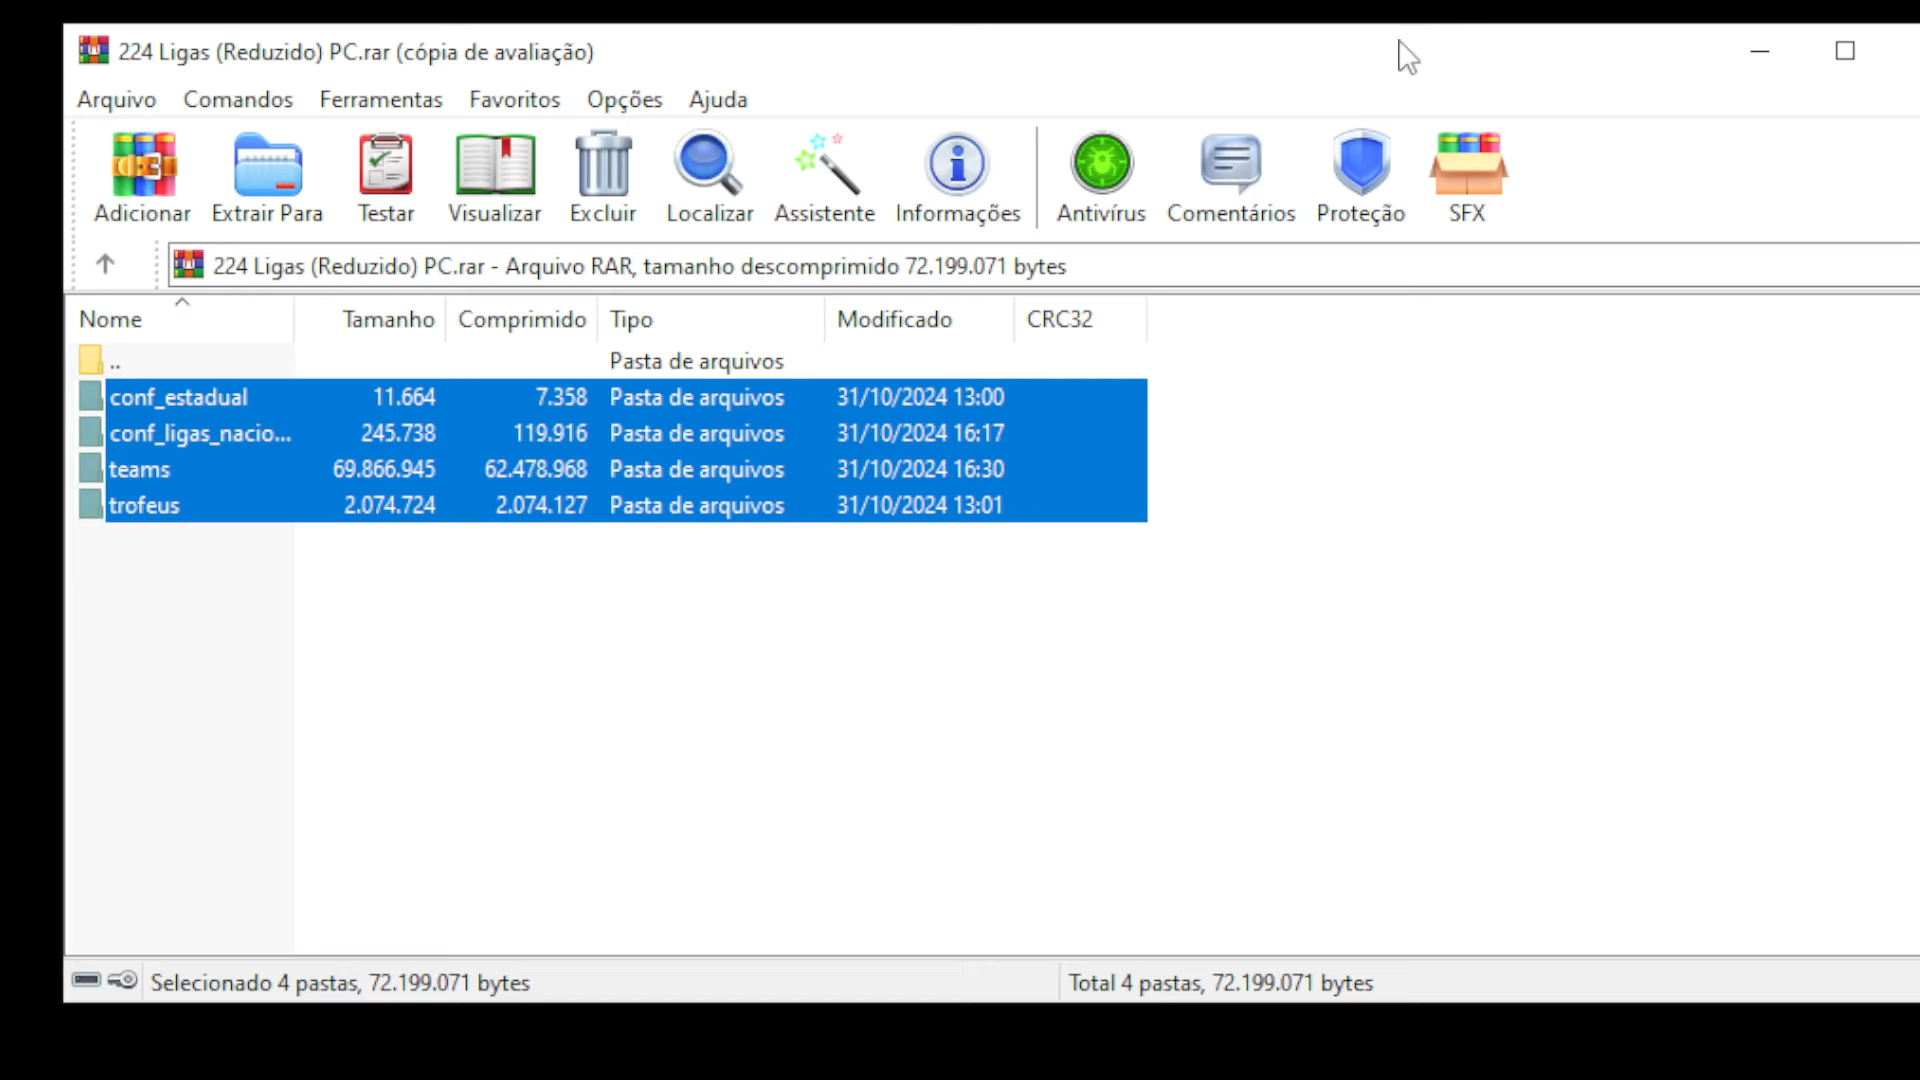 224 Ligas (Reduzido) PC.rar (cópia de avaliação)
Arquivo Comandos Ferramentas Favoritos Opções Ajuda
Adicionar Extrair Para Testar Visualizar Excluir Localizar Assistente Informações Antivírus Comentários Proteção SFX
224 Ligas (Reduzido) PC.rar - Arquivo RAR, tamanho descomprimido 72.199.071 bytes
Nome Tamanho Comprimido Tipo Modificado CRC32
.. Pasta de arquivos
conf_estadual 11.664 7.358 Pasta de arquivos 31/10/2024 13:00
conf_ligas_nacio... 245.738 119.916 Pasta de arquivos 31/10/2024 16:17
teams 69.866.945 62.478.968 Pasta de arquivos 31/10/2024 16:30
trofeus 2.074.724 2.074.127 Pasta de arquivos 31/10/2024 13:01
Selecionado 4 pastas, 72.199.071 bytes Total 4 pastas, 72.199.071 bytes